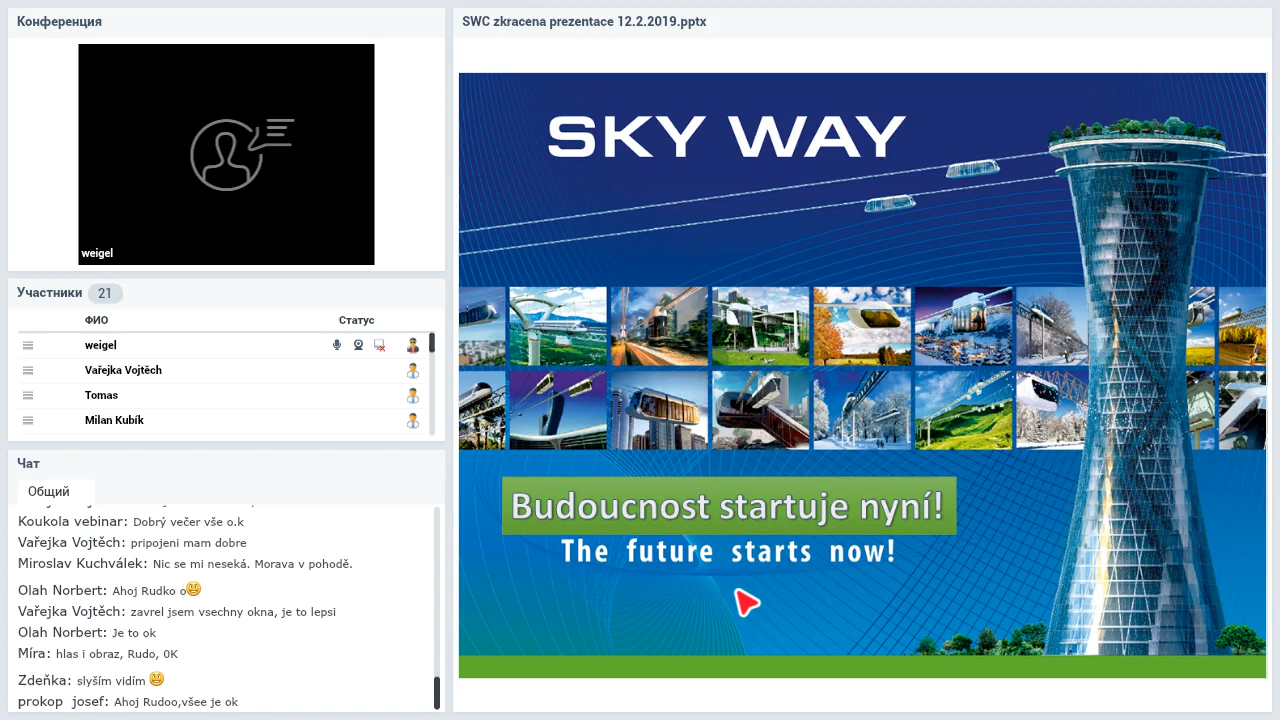 Конференция
weigel
Участники 21
ФИО Статус
weigel
Vařejka Vojtěch
Tomas
Milan Kubík
Чат
Общий
Koukola vebinar: Dobrý večer vše o.k
Vařejka Vojtěch: pripojeni mam dobre
Miroslav Kuchválek: Nic se mi neseká. Morava v pohodě.
Olah Norbert: Ahoj Rudko o
Vařejka Vojtěch: zavrel jsem vsechny okna, je to lepsi
Olah Norbert: Je to ok
Míra: hlas i obraz, Rudo, 0K
Zdeňka: slyším vidím
prokop josef: Ahoj Rudoo,všee je ok
SWC zkracena prezentace 12.2.2019.pptx
SKY WAY
Budoucnost startuje nyní!
The future starts now!